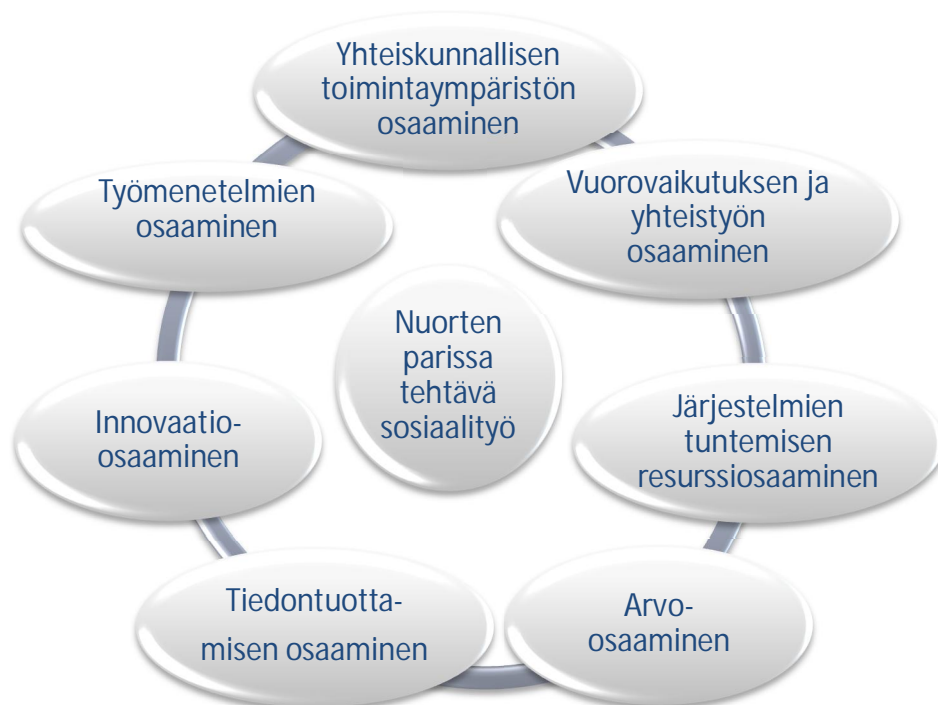 Yhteiskunnallisen
toimintaympäristön
osaaminen
Vuorovaikutuksen ja
yhteistyön
osaaminen
Järjestelmien
tuntemisen
resurssiosaaminen
Arvo-
osaaminen
Tiedontuotta-
misen osaaminen
Innovaatio-
osaaminen
Työmenetelmien
osaaminen
Nuorten
parissa
tehtävä
sosiaalityö